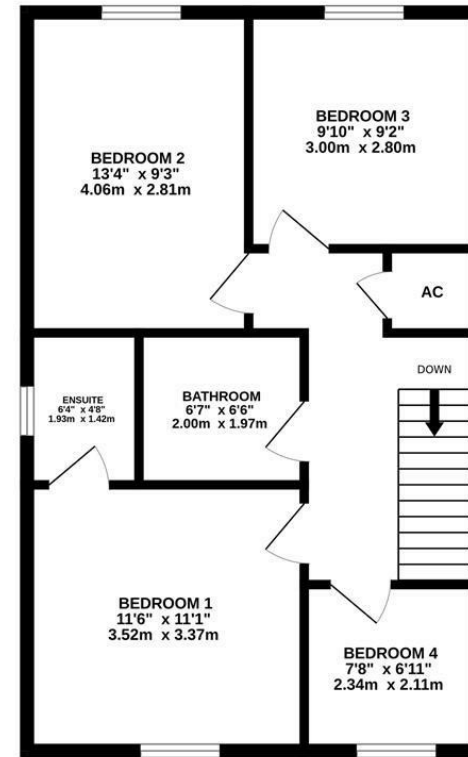 BEDROOM 3
9'10" x 9'2"
3.00m x 2.80m
BEDROOM 2
13'4" x 9'3"
4.06m x 2.81m
AC
DOWN
ENSUITE
6'4" x 4'8"
1.93m x 1.42m
BATHROOM
6'7" x 6'6"
2.00m x 1.97m
BEDROOM 1
11'6" x 11'1"
3.52m x 3.37m
BEDROOM 4
7'8" x 6'11"
2.34m x 2.11m